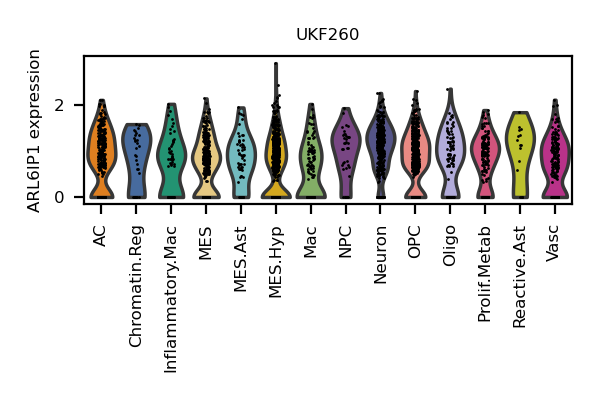 UKF260
ARL6IP1 expression
2
0
AC
Chromatin.Reg
Inflammatory.Mac
MES
MES.Ast
MES.Hyp
Mac
NPC
Neuron
OPC
Oligo
Prolif.Metab
Reactive.Ast
Vasc